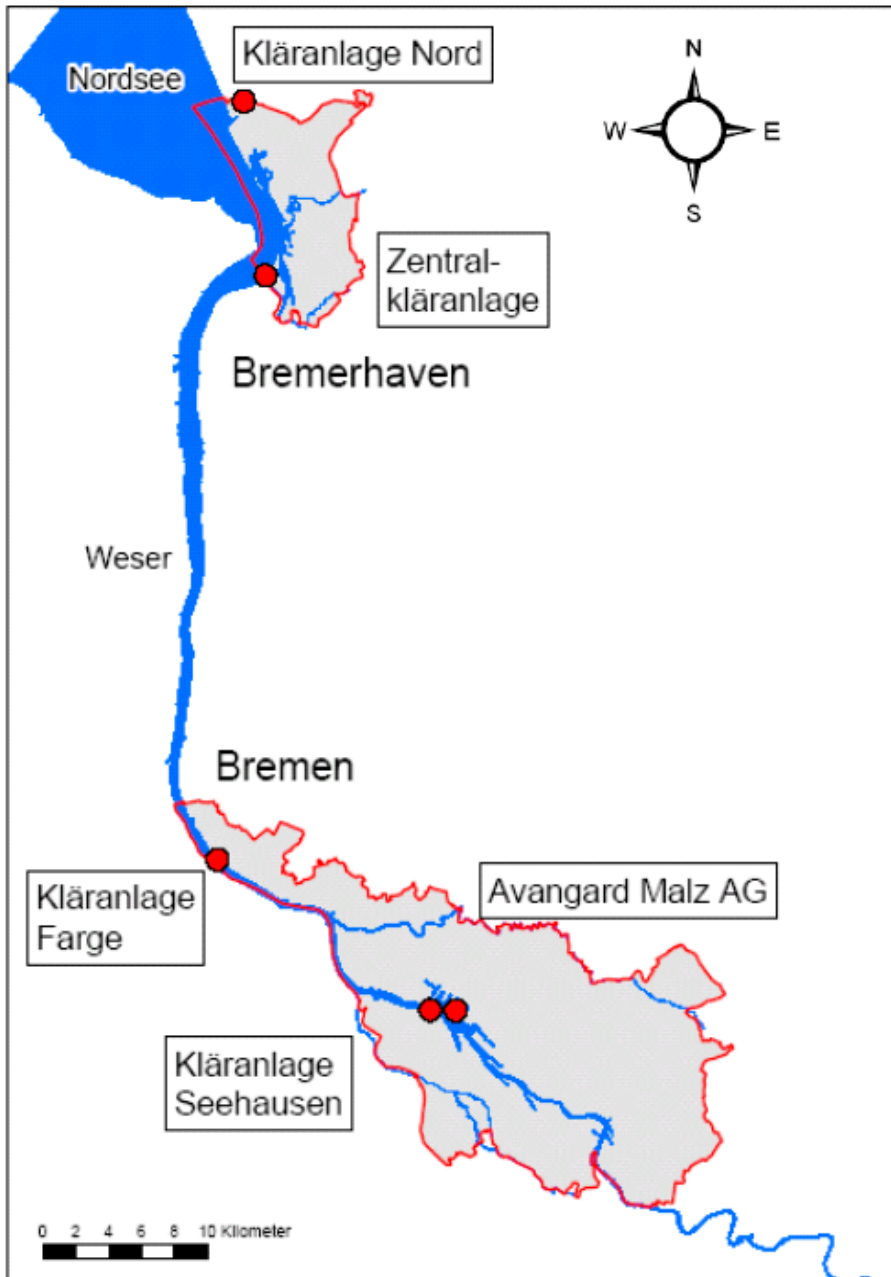 Kläranlage Nord
Nordsee
N
W
E
S
Zentral-
kläranlage
Bremerhaven
Weser
Bremen
Kläranlage
Farge
Avangard Malz AG
Kläranlage
Seehausen
0 2 4 6 8 10 Kilometer